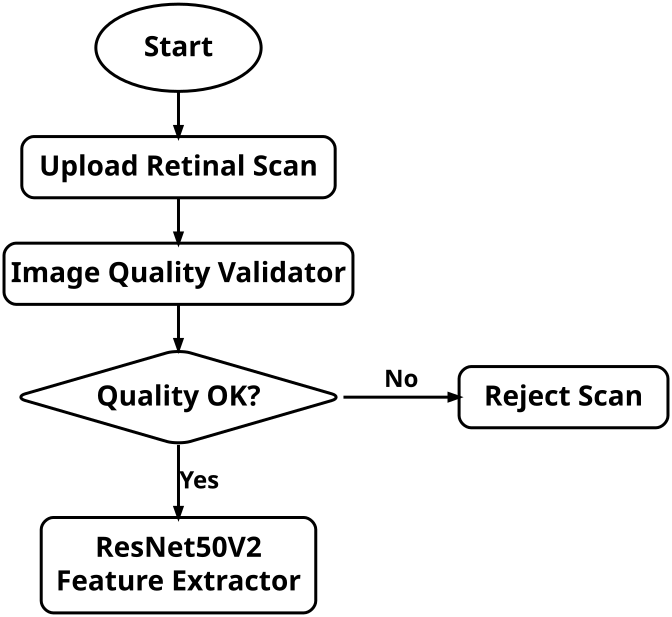 Start
Upload Retinal Scan
Image Quality Validator
Quality OK?
No
Reject Scan
Yes
ResNet50V2
Feature Extractor